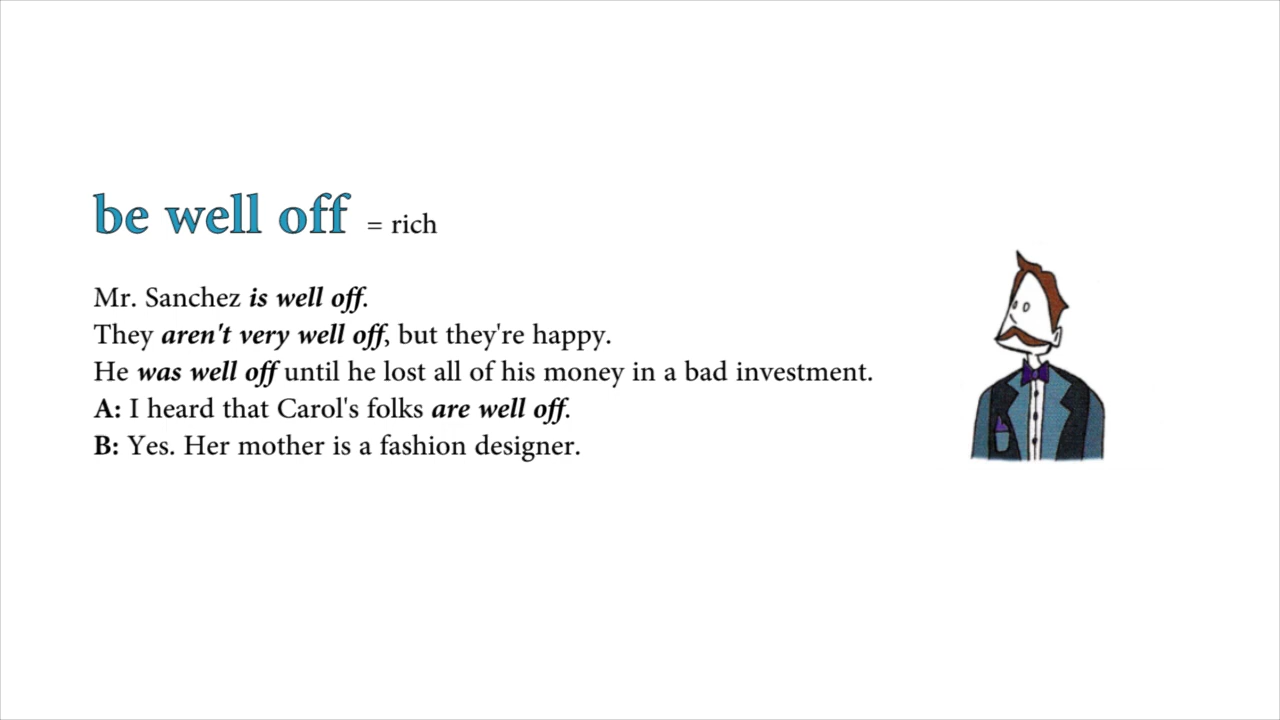 be well off = rich
Mr. Sanchez is well off.
They aren't very well off, but they're happy.
He was well off until he lost all of his money in a bad investment.
A: I heard that Carol's folks are well off.
B: Yes. Her mother is a fashion designer.